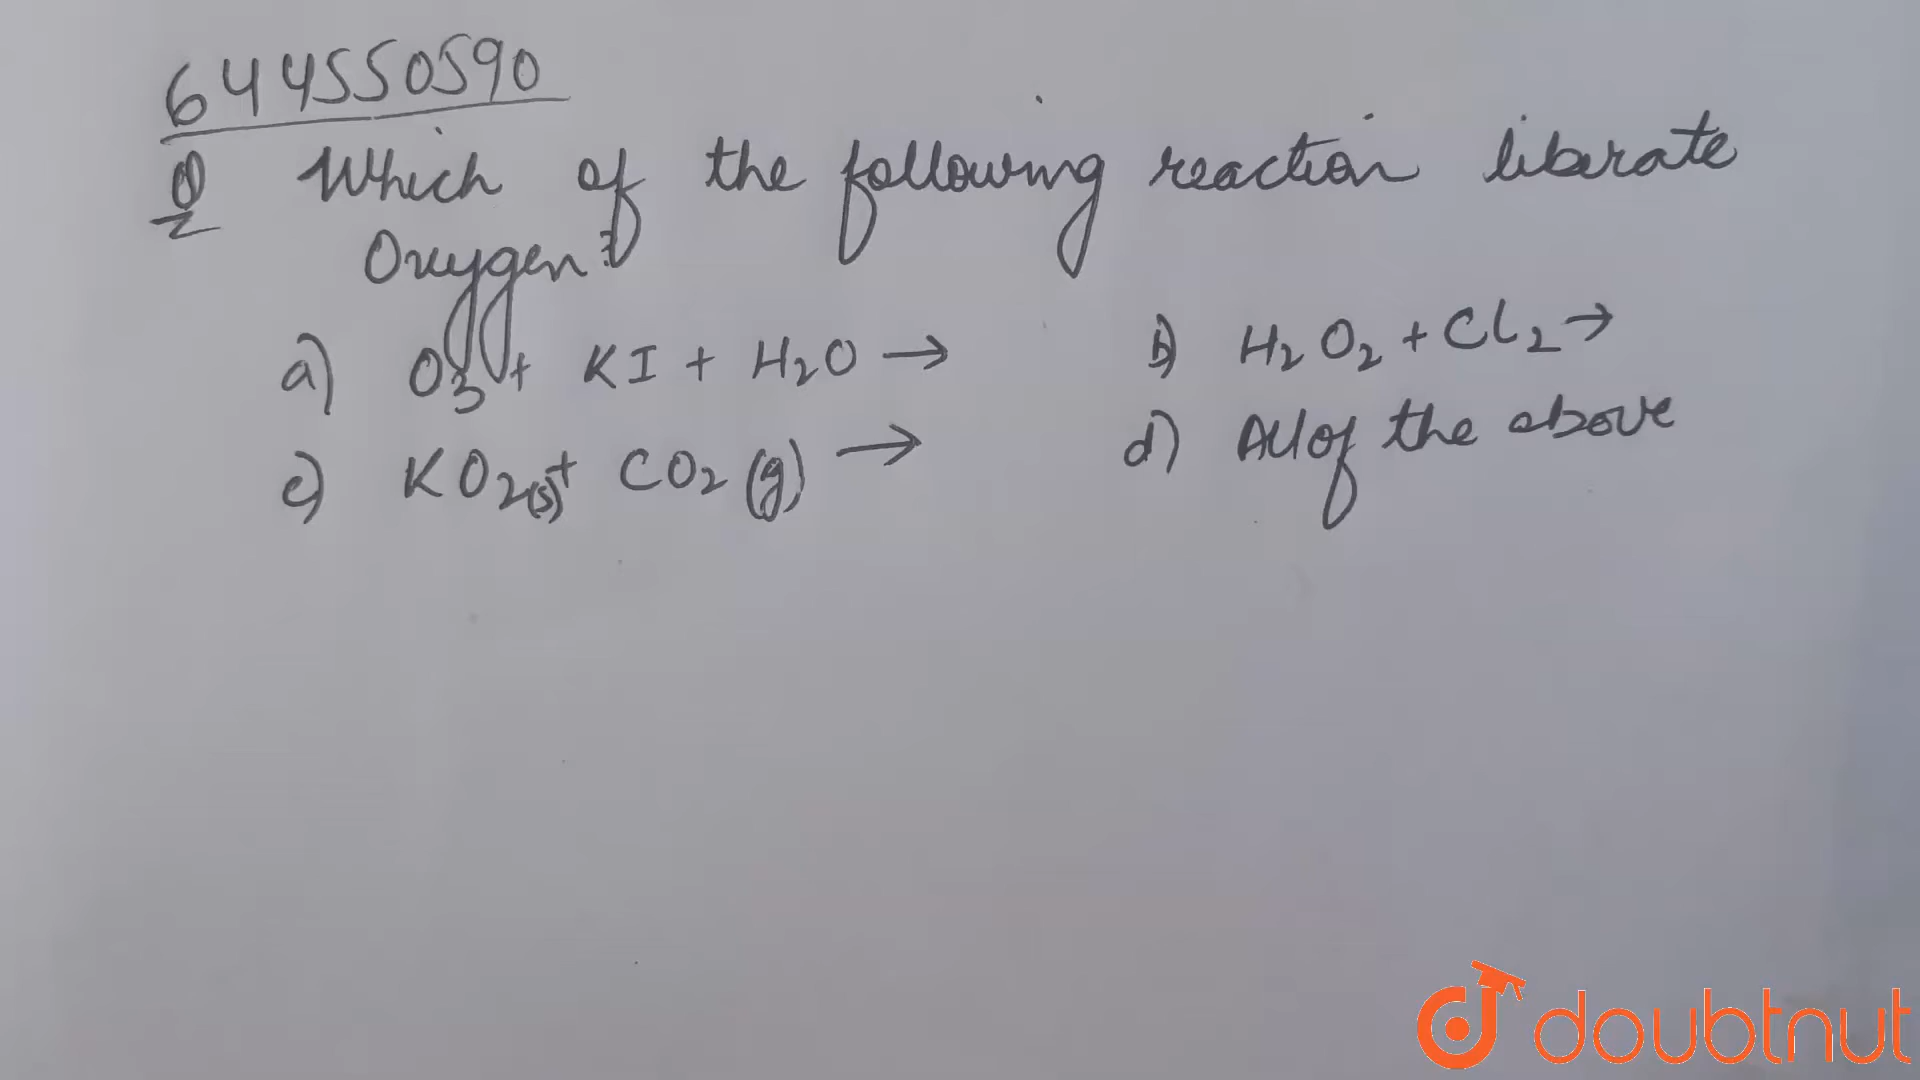 644550590
Q Which of the following reaction liberate
Oxygen?
a) O3 + KI + H2O → b) H2O2 + Cl2 →
c) KO2(s) + CO2 (g) → d) All of the above
doubtnut